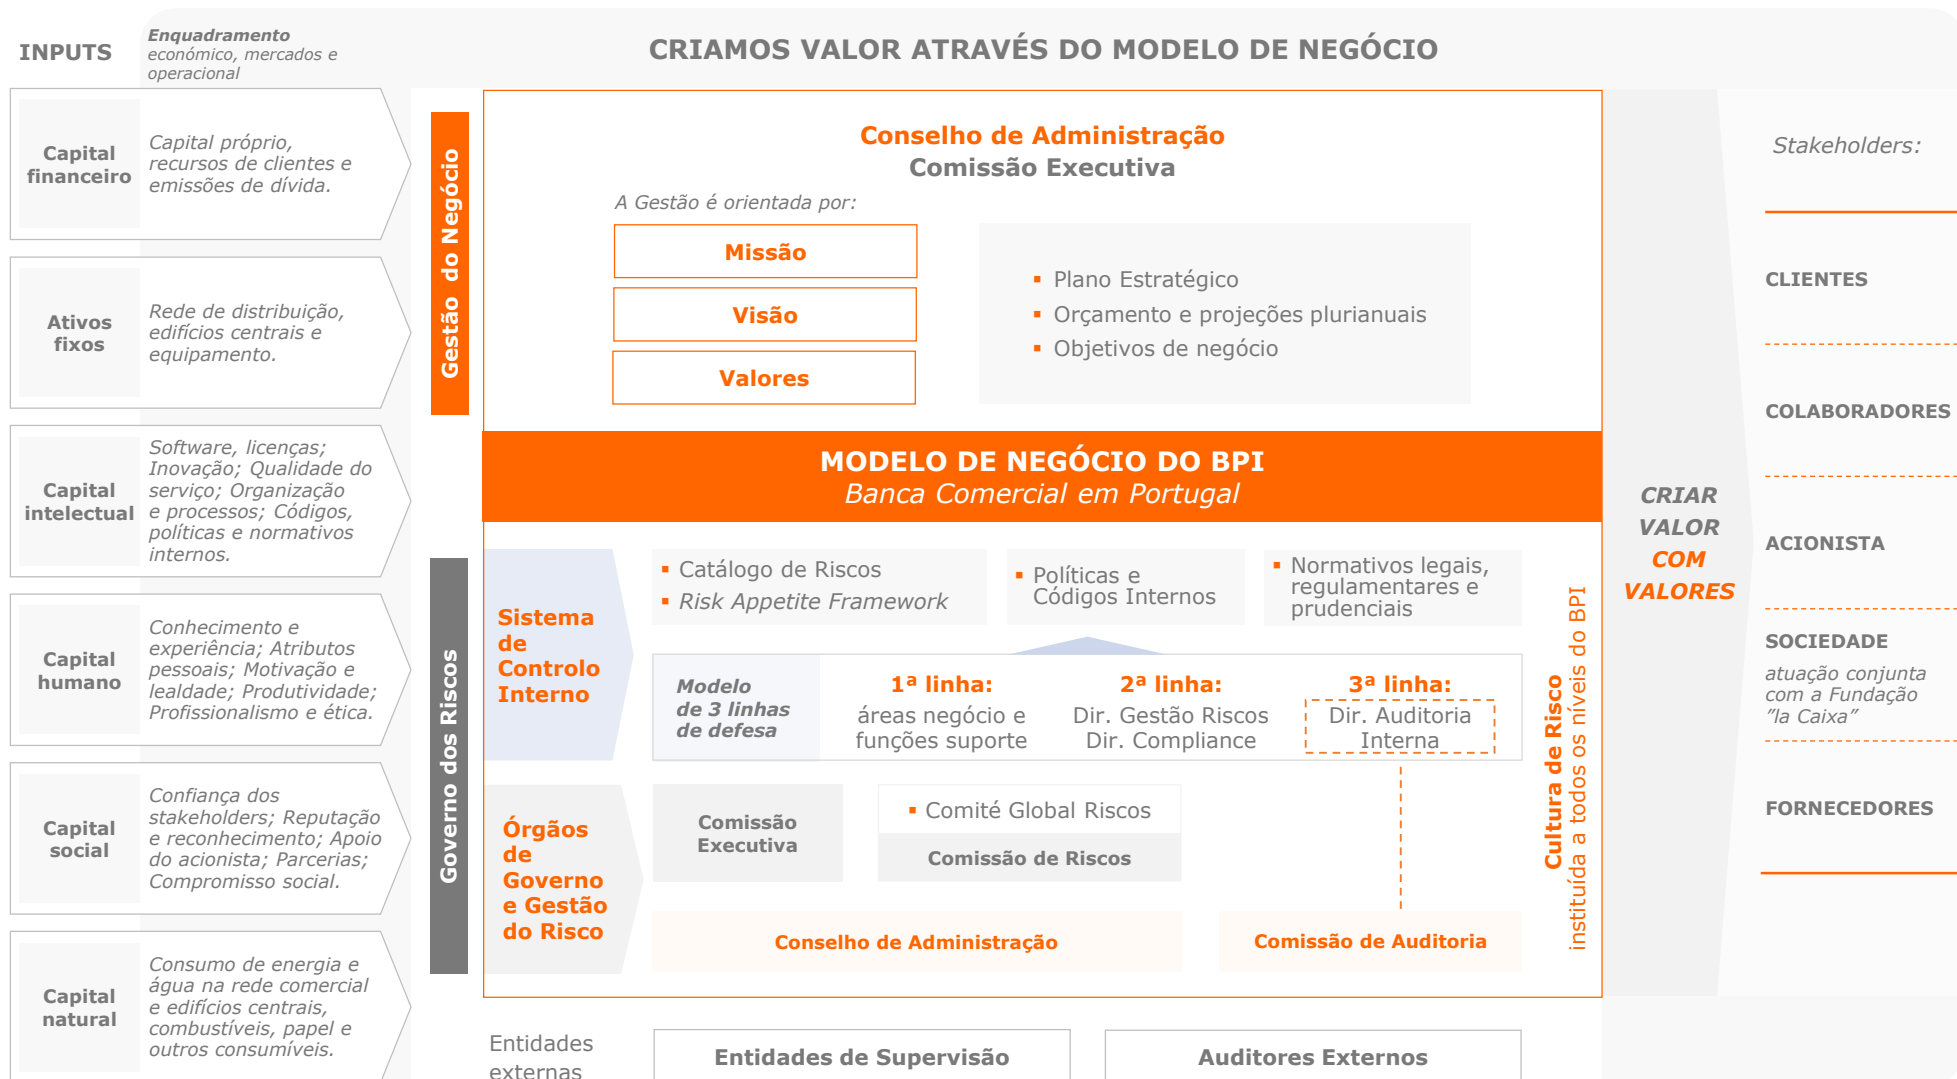 INPUTS
Enquadramento
económico, mercados e
operacional
CRIAMOS VALOR ATRAVÉS DO MODELO DE NEGÓCIO
Capital
financeiro
Capital próprio,
recursos de clientes e
emissões de dívida.
Ativos
fixos
Rede de distribuição,
edifícios centrais e
equipamento.
Capital
intelectual
Software, licenças;
Inovação; Qualidade do
serviço; Organização
e processos; Códigos,
políticas e normativos
internos.
Capital
humano
Conhecimento e
experiência; Atributos
pessoais; Motivação e
lealdade; Produtividade;
Profissionalismo e ética.
Capital
social
Confiança dos
stakeholders; Reputação
e reconhecimento; Apoio
do acionista; Parcerias;
Compromisso social.
Capital
natural
Consumo de energia e
água na rede comercial
e edifícios centrais,
combustíveis, papel e
outros consumíveis.
Gestão do Negócio
Conselho de Administração
Comissão Executiva
A Gestão é orientada por:
Missão
Visão
Valores
▪ Plano Estratégico
▪ Orçamento e projeções plurianuais
▪ Objetivos de negócio
MODELO DE NEGÓCIO DO BPI
Banca Comercial em Portugal
Governo dos Riscos
Sistema
de
Controlo
Interno
▪ Catálogo de Riscos
▪ Risk Appetite Framework
▪ Políticas e
Códigos Internos
▪ Normativos legais,
regulamentares e
prudenciais
Modelo
de 3 linhas
de defesa
1ª linha:
áreas negócio e
funções suporte
2ª linha:
Dir. Gestão Riscos
Dir. Compliance
3ª linha:
Dir. Auditoria
Interna
Órgãos
de
Governo
e Gestão
do Risco
Comissão
Executiva
▪ Comité Global Riscos
Comissão de Riscos
Conselho de Administração
Comissão de Auditoria
Cultura de Risco
instituída a todos os níveis do BPI
Entidades
externas
Entidades de Supervisão
Auditores Externos
CRIAR
VALOR
COM
VALORES
Stakeholders:
CLIENTES
COLABORADORES
ACIONISTA
SOCIEDADE
atuação conjunta
com a Fundação
”la Caixa”
FORNECEDORES